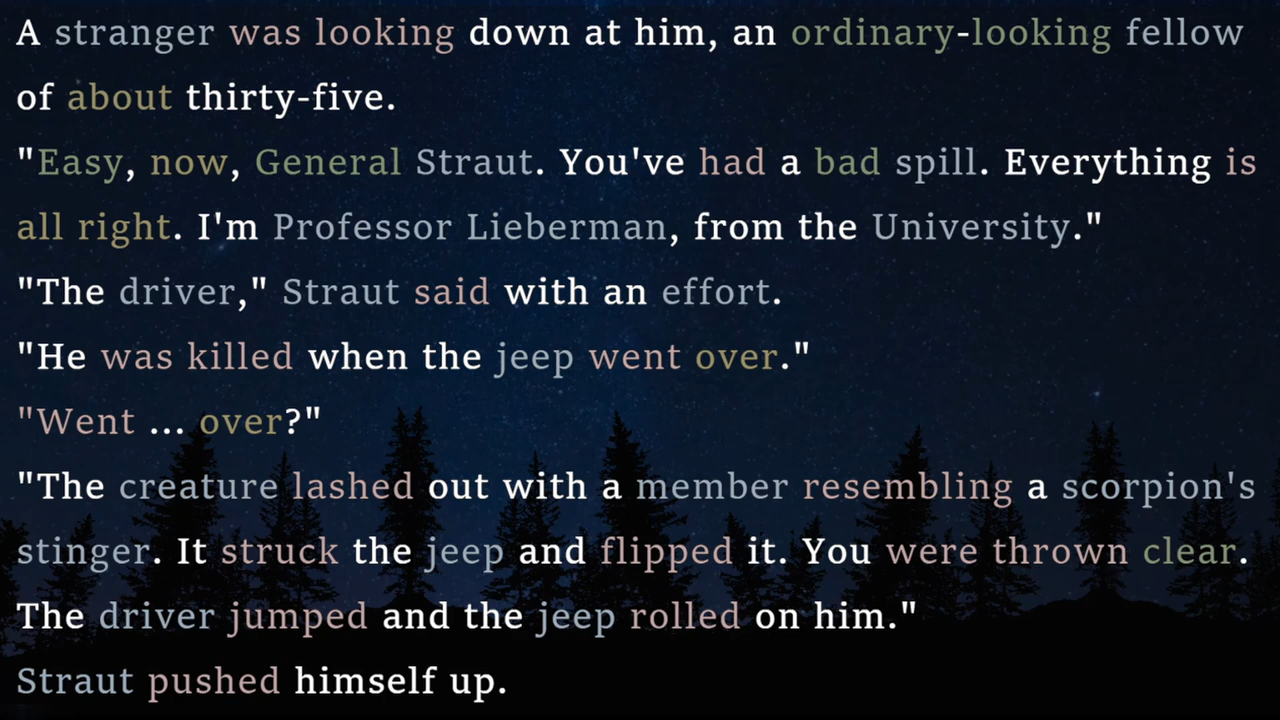 A stranger was looking down at him, an ordinary-looking fellow
of about thirty-five.
"Easy, now, General Straut. You've had a bad spill. Everything is
all right. I'm Professor Lieberman, from the University."
"The driver," Straut said with an effort.
"He was killed when the jeep went over."
"Went ... over?"
"The creature lashed out with a member resembling a scorpion's
stinger. It struck the jeep and flipped it. You were thrown clear.
The driver jumped and the jeep rolled on him."
Straut pushed himself up.